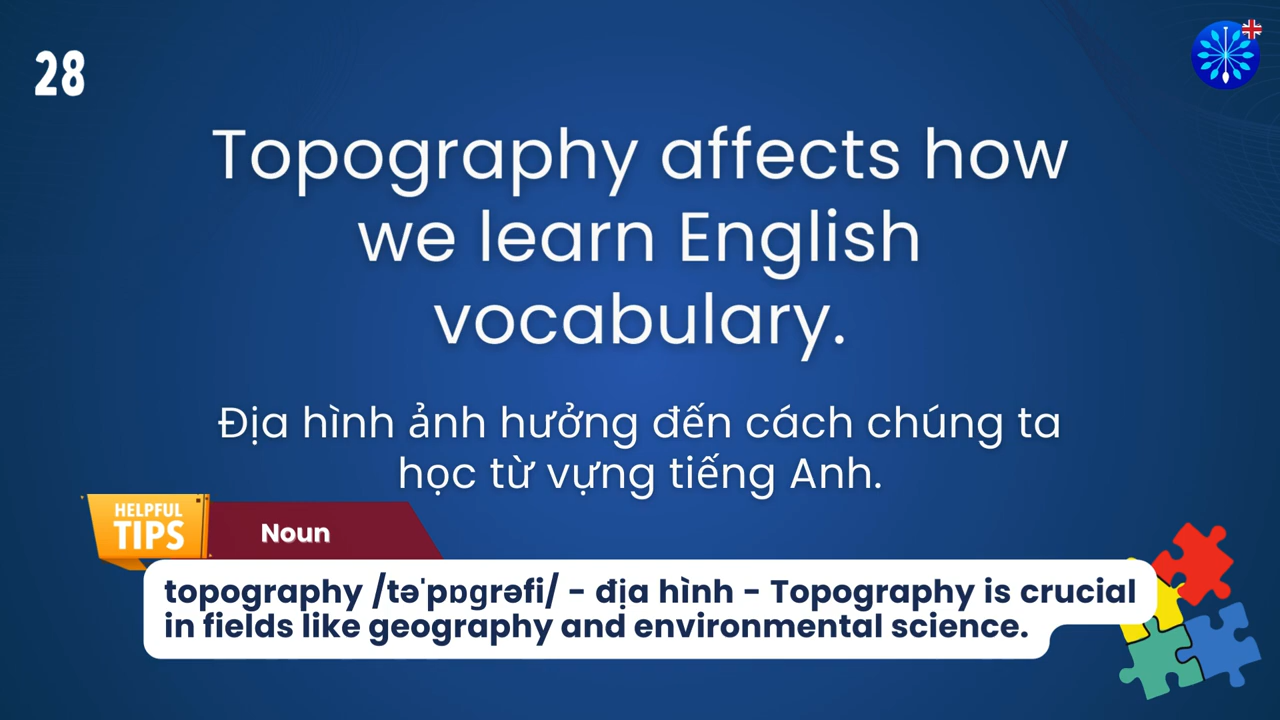 28
Topography affects how
we learn English
vocabulary.
Địa hình ảnh hưởng đến cách chúng ta
học từ vựng tiếng Anh.
HELPFUL
TIPS
Noun
topography /təˈpɒɡrəfi/ - địa hình - Topography is crucial
in fields like geography and environmental science.